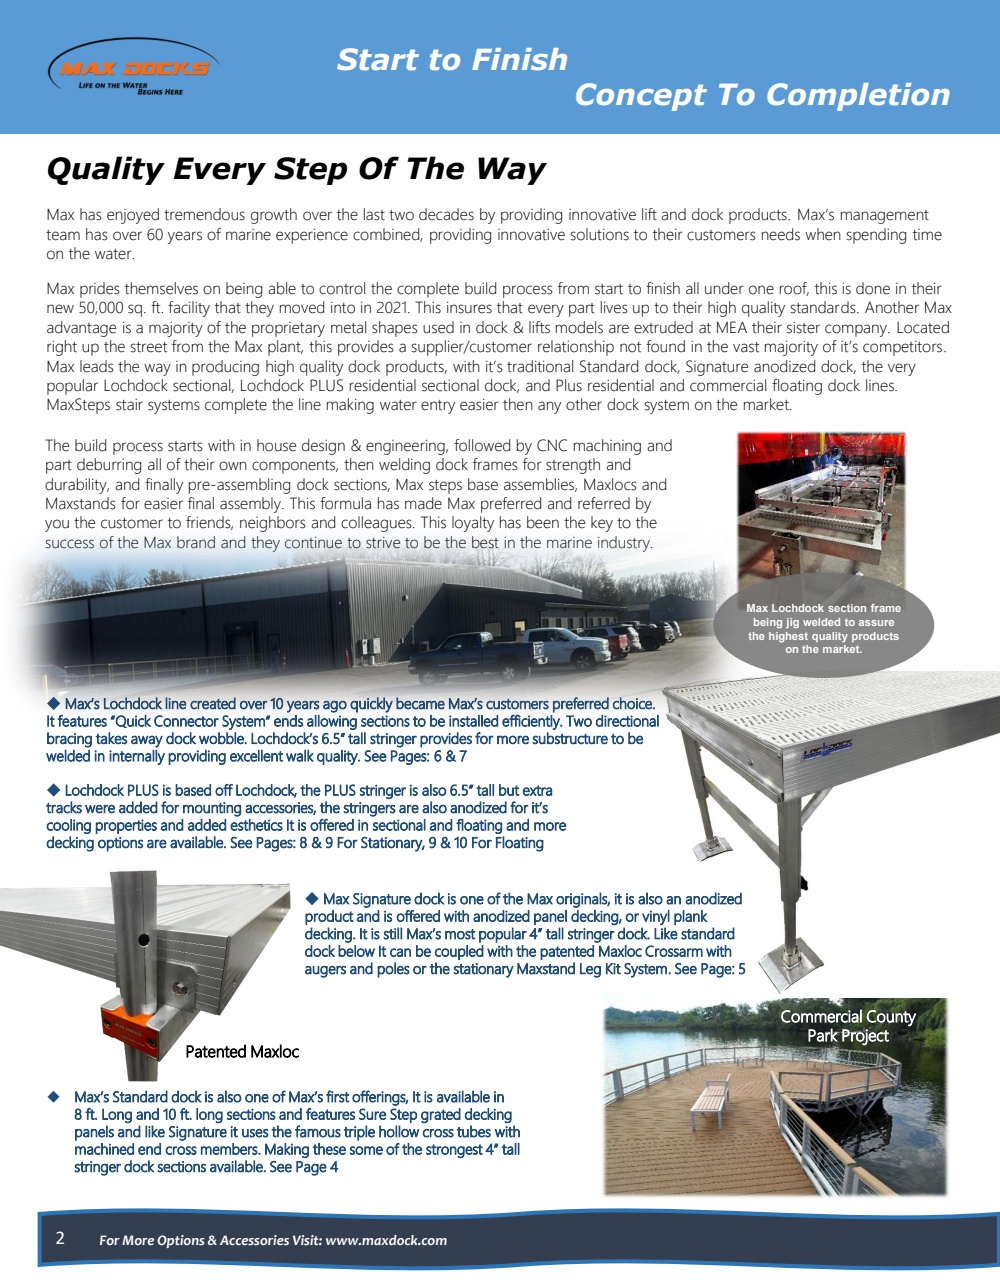 MAX DOCKS
LIFE ON THE WATER
BEGINS HERE
Start to Finish
Concept To Completion
Quality Every Step Of The Way
Max has enjoyed tremendous growth over the last two decades by providing innovative lift and dock products. Max's management
team has over 60 years of marine experience combined, providing innovative solutions to their customers needs when spending time
on the water.
Max prides themselves on being able to control the complete build process from start to finish all under one roof, this is done in their
new 50,000 sq. ft. facility that they moved into in 2021. This insures that every part lives up to their high quality standards. Another Max
advantage is a majority of the proprietary metal shapes used in dock & lifts models are extruded at MEA their sister company. Located
right up the street from the Max plant, this provides a supplier/customer relationship not found in the vast majority of it's competitors.
Max leads the way in producing high quality dock products, with it's traditional Standard dock, Signature anodized dock, the very
popular Lochdock sectional, Lochdock PLUS residential sectional dock, and Plus residential and commercial floating dock lines.
MaxSteps stair systems complete the line making water entry easier then any other dock system on the market.
The build process starts with in house design & engineering, followed by CNC machining and
part deburring all of their own components, then welding dock frames for strength and
durability, and finally pre-assembling dock sections, Max steps base assemblies, Maxlocs and
Maxstands for easier final assembly. This formula has made Max preferred and referred by
you the customer to friends, neighbors and colleagues. This loyalty has been the key to the
success of the Max brand and they continue to strive to be the best in the marine industry.
Max Lochdock section frame
being jig welded to assure
the highest quality products
on the market.
◆ Max's Lochdock line created over 10 years ago quickly became Max's customers preferred choice.
It features "Quick Connector System" ends allowing sections to be installed efficiently. Two directional
bracing takes away dock wobble. Lochdock's 6.5" tall stringer provides for more substructure to be
welded in internally providing excellent walk quality. See Pages: 6 & 7
LOCHDOCK
◆ Lochdock PLUS is based off Lochdock, the PLUS stringer is also 6.5" tall but extra
tracks were added for mounting accessories, the stringers are also anodized for it's
cooling properties and added esthetics It is offered in sectional and floating and more
decking options are available. See Pages: 8 & 9 For Stationary, 9 & 10 For Floating
◆ Max Signature dock is one of the Max originals, it is also an anodized
product and is offered with anodized panel decking, or vinyl plank
decking. It is still Max's most popular 4" tall stringer dock. Like standard
dock below It can be coupled with the patented Maxloc Crossarm with
augers and poles or the stationary Maxstand Leg Kit System. See Page: 5
Patented Maxloc
Commercial County
Park Project
◆ Max's Standard dock is also one of Max's first offerings, It is available in
8 ft. Long and 10 ft. long sections and features Sure Step grated decking
panels and like Signature it uses the famous triple hollow cross tubes with
machined end cross members. Making these some of the strongest 4" tall
stringer dock sections available. See Page 4
2 For More Options & Accessories Visit: www.maxdock.com